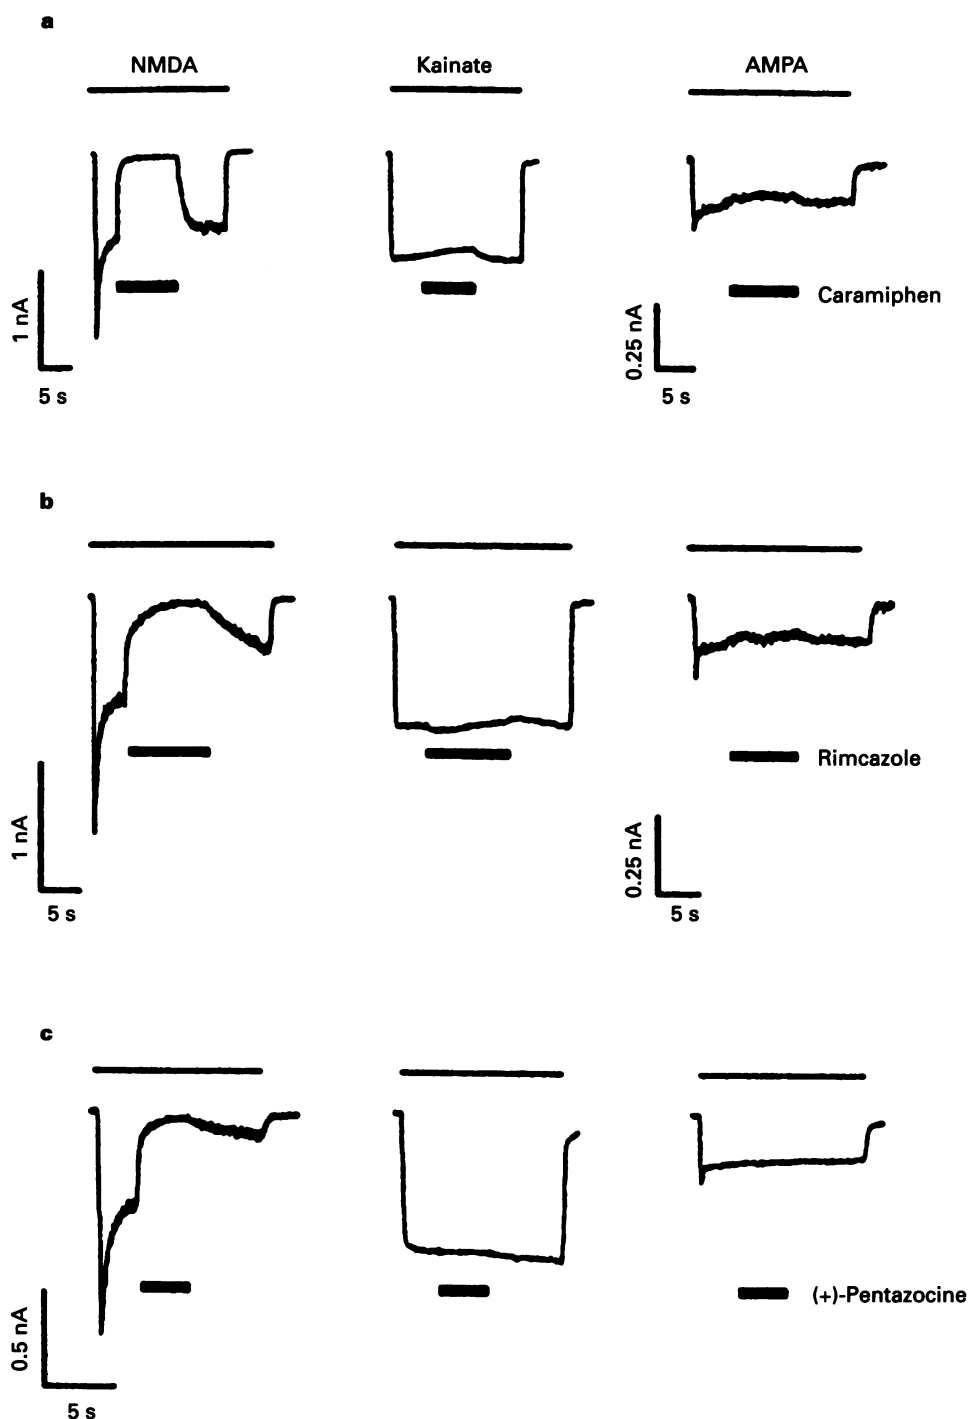 a
NMDA
Kainate
AMPA
Caramiphen
1 nA
5 s
0.25 nA
5 s
b
Rimcazole
1 nA
5 s
0.25 nA
5 s
c
(+)-Pentazocine
0.5 nA
5 s